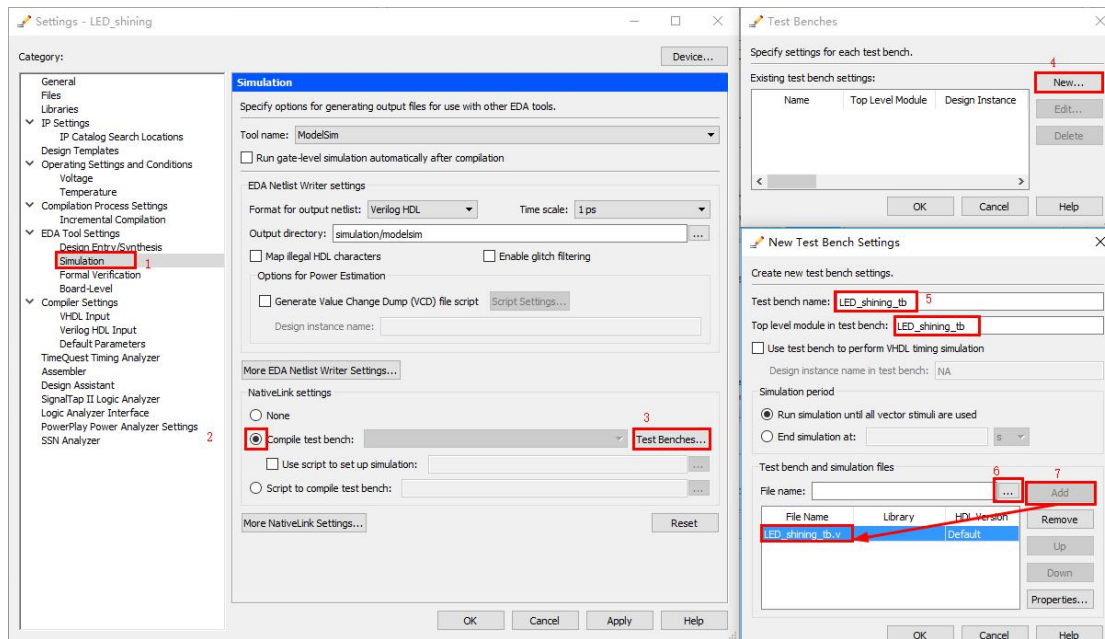 Settings - LED_shining
Category:
Device...
General
Files
Libraries
IP Settings
IP Catalog Search Locations
Design Templates
Operating Settings and Conditions
Voltage
Temperature
Compilation Process Settings
Incremental Compilation
EDA Tool Settings
Design Entry/Synthesis
Simulation 1
Formal Verification
Board-Level
Compiler Settings
VHDL Input
Verilog HDL Input
Default Parameters
TimeQuest Timing Analyzer
Assembler
Design Assistant
SignalTap II Logic Analyzer
Logic Analyzer Interface
PowerPlay Power Analyzer Settings
SSN Analyzer
2
Simulation
Specify options for generating output files for use with other EDA tools.
Tool name: ModelSim
Run gate-level simulation automatically after compilation
EDA Netlist Writer settings
Format for output netlist: Verilog HDL Time scale: 1 ps
Output directory: simulation/modelsim ...
Map illegal HDL characters Enable glitch filtering
Options for Power Estimation
Generate Value Change Dump (VCD) file script Script Settings...
Design instance name:
More EDA Netlist Writer Settings...
NativeLink settings
None
3
Compile test bench: Test Benches...
Use script to set up simulation: ...
Script to compile test bench: ...
More NativeLink Settings... Reset
OK Cancel Apply Help
Test Benches
Specify settings for each test bench.
4
Existing test bench settings: New...
Name Top Level Module Design Instance
Edit...
Delete
OK Cancel Help
New Test Bench Settings
Create new test bench settings.
Test bench name: LED_shining_tb 5
Top level module in test bench: LED_shining_tb
Use test bench to perform VHDL timing simulation
Design instance name in test bench: NA
Simulation period
Run simulation until all vector stimuli are used
End simulation at: s
Test bench and simulation files
6 7
File name: ... Add
File Name Library HDL Version
LED_shining_tb.v Default
Remove
Up
Down
Properties...
OK Cancel Help